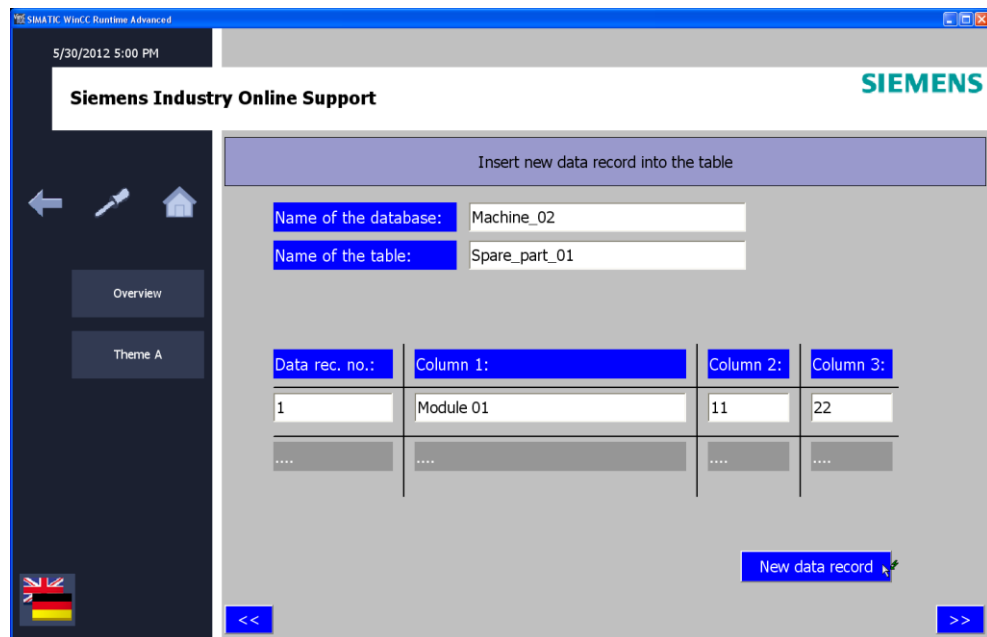 SIMATIC WinCC Runtime Advanced
5/30/2012 5:00 PM
SIEMENS
Siemens Industry Online Support
Insert new data record into the table
Name of the database: Machine_02
Name of the table: Spare_part_01
Overview
Theme A
Data rec. no.: Column 1: Column 2: Column 3:
1 Module 01 11 22
.... .... .... ....
New data record
<< >>